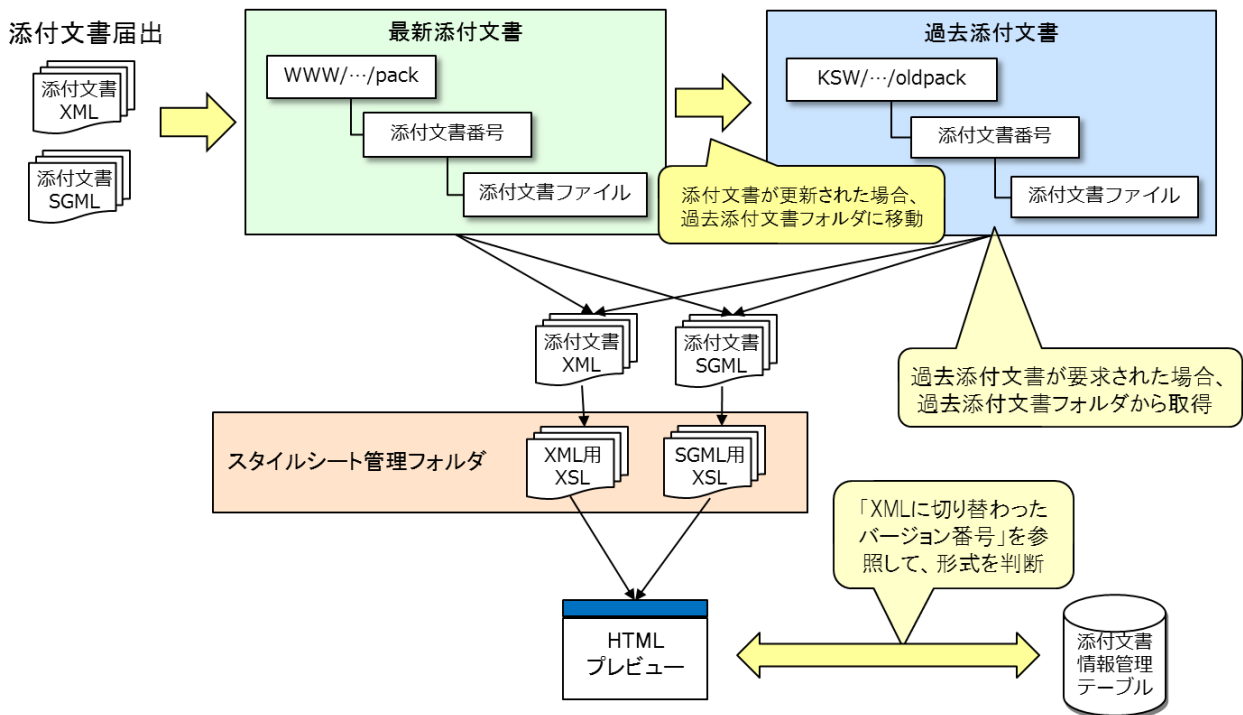 添付文書届出
添付文書
XML
添付文書
SGML
最新添付文書
WWW/…/pack
添付文書番号
添付文書ファイル
過去添付文書
KSW/…/oldpack
添付文書番号
添付文書ファイル
添付文書が更新された場合、
過去添付文書フォルダに移動
添付文書
XML
添付文書
SGML
過去添付文書が要求された場合、
過去添付文書フォルダから取得
スタイルシート管理フォルダ
XML用
XSL
SGML用
XSL
「XMLに切り替わった
バージョン番号」を参
照して、形式を判断
HTML
プレビュー
添付文書
情報管理
テーブル